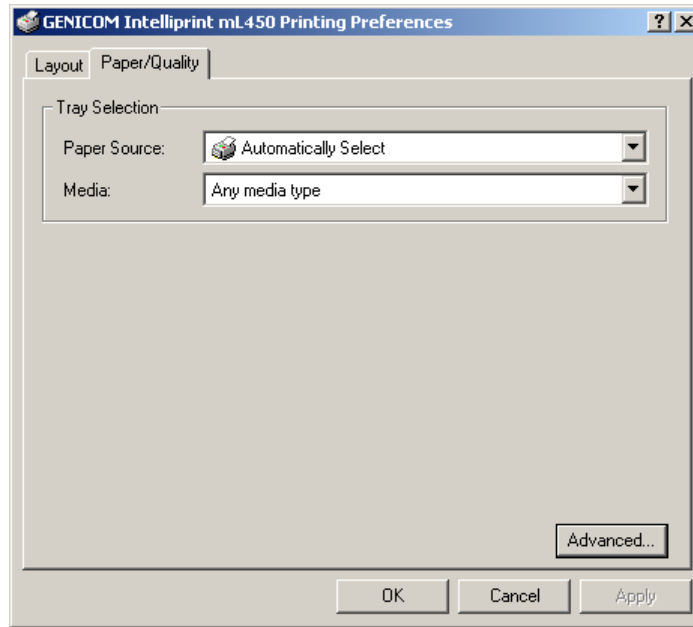 GENICOM Intelliprint mL450 Printing Preferences
Layout Paper/Quality
Tray Selection
Paper Source: Automatically Select
Media: Any media type
Advanced...
OK Cancel Apply